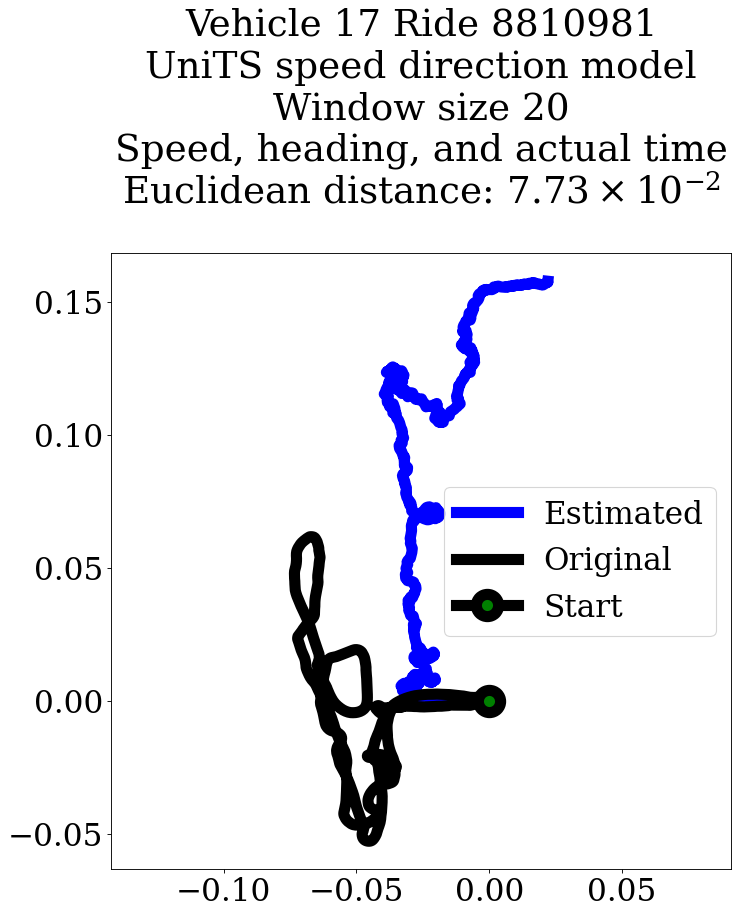 Vehicle 17 Ride 8810981
UniTS speed direction model
Window size 20
Speed, heading, and actual time
Euclidean distance: 7.73 × 10⁻²
0.15
0.10
0.05
0.00
−0.05
Estimated
Original
Start
−0.10 −0.05 0.00 0.05